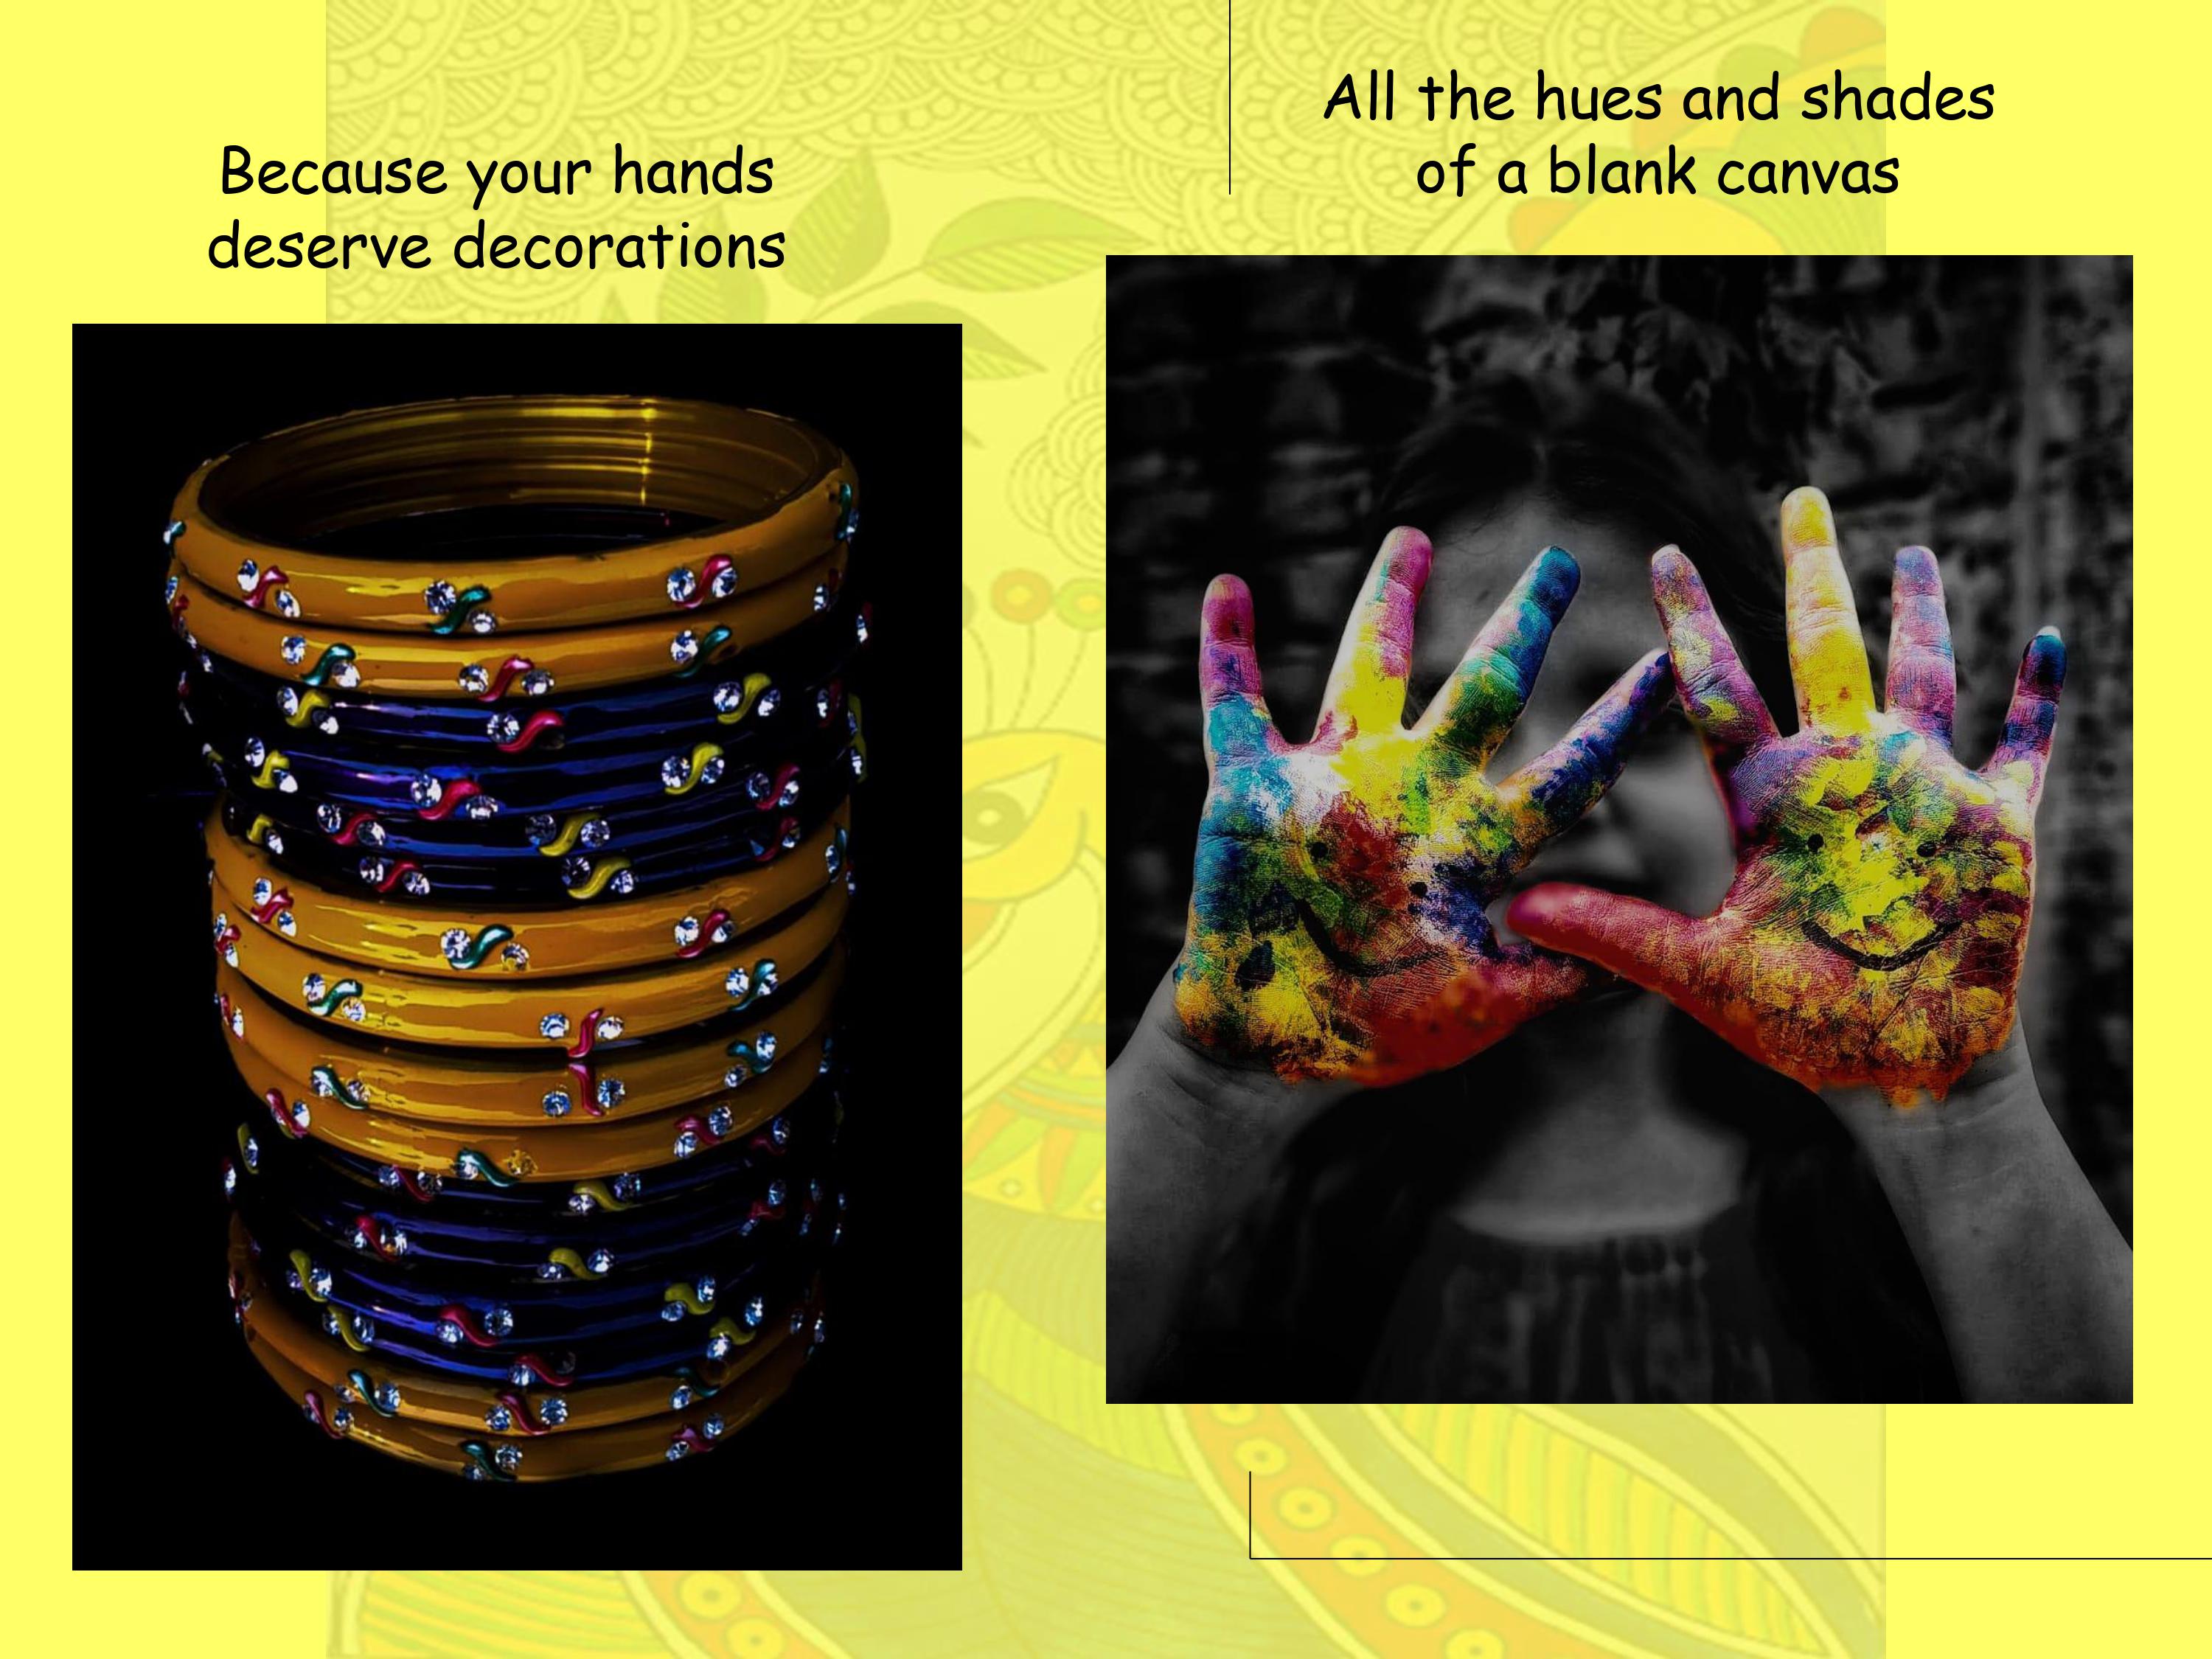 Because your hands
deserve decorations
All the hues and shades
of a blank canvas